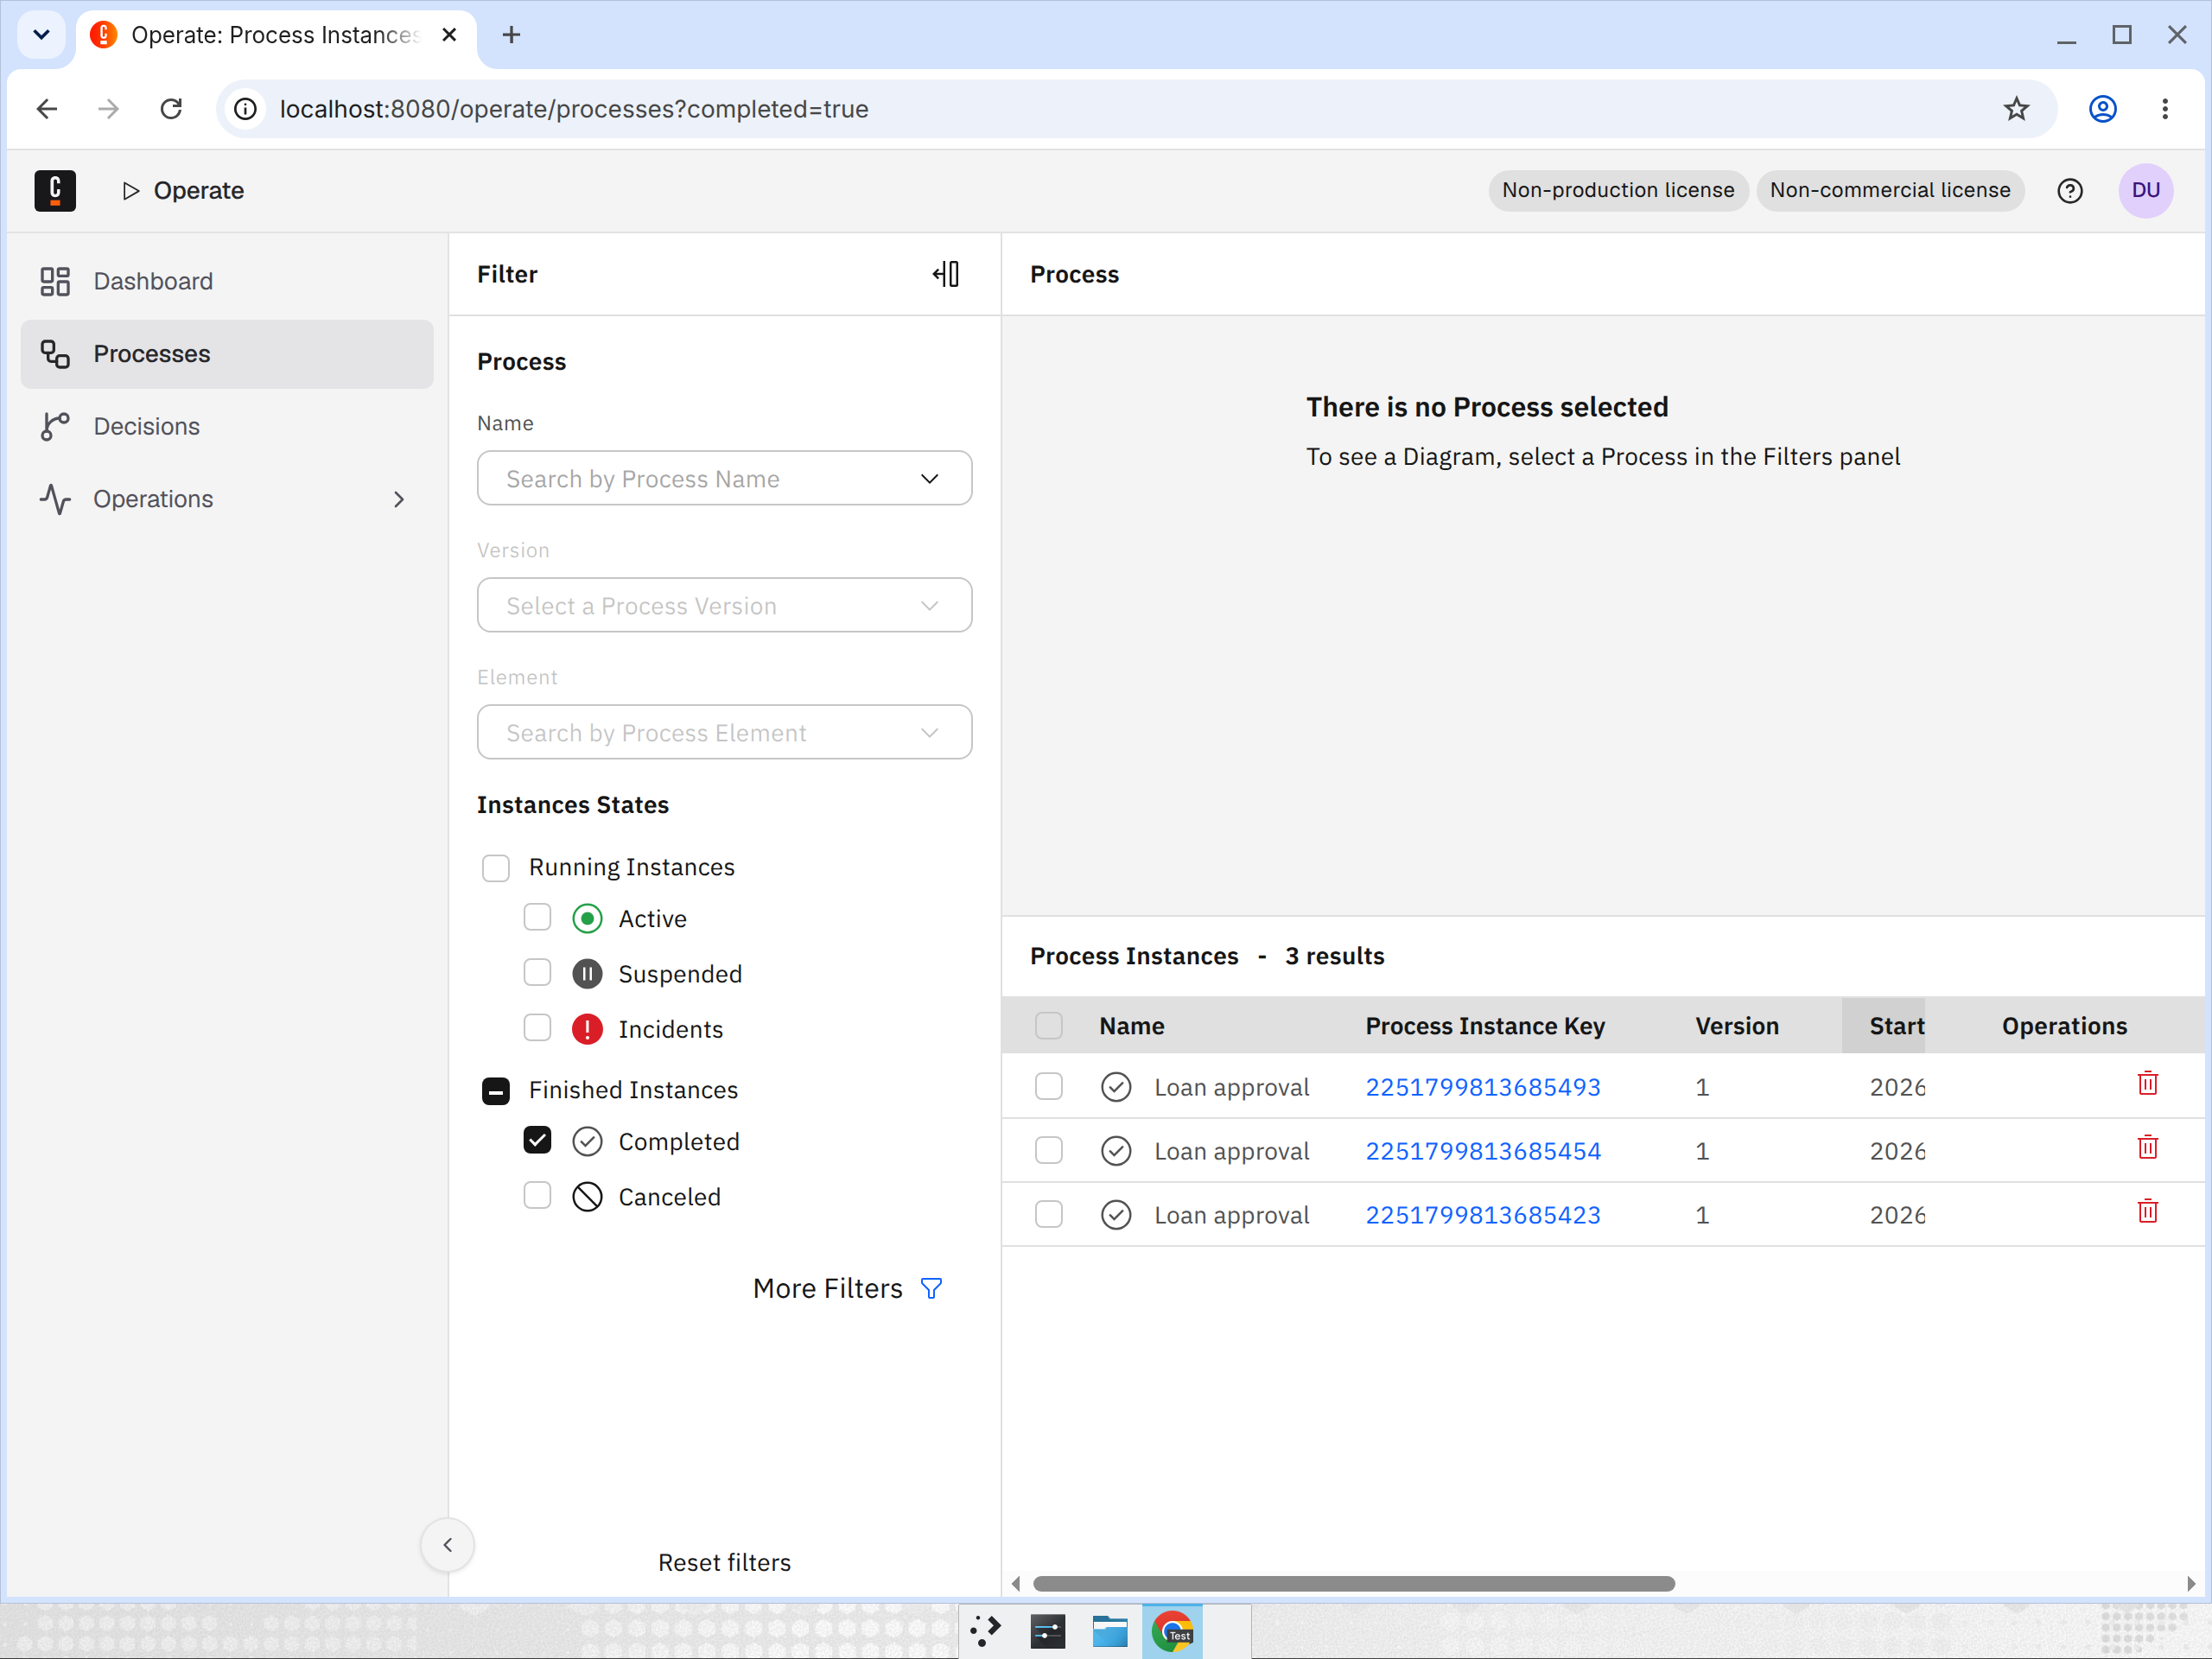 Operate: Process Instances
localhost:8080/operate/processes?completed=true
Operate
Non-production license
Non-commercial license
DU
Dashboard
Processes
Decisions
Operations
Filter
Process
Name
Search by Process Name
Version
Select a Process Version
Element
Search by Process Element
Instances States
Running Instances
Active
Suspended
Incidents
Finished Instances
Completed
Canceled
More Filters
Reset filters
Process
There is no Process selected
To see a Diagram, select a Process in the Filters panel
Process Instances - 3 results
Name Process Instance Key Version Start Operations
Loan approval 2251799813685493 1 2026
Loan approval 2251799813685454 1 2026
Loan approval 2251799813685423 1 2026
Test